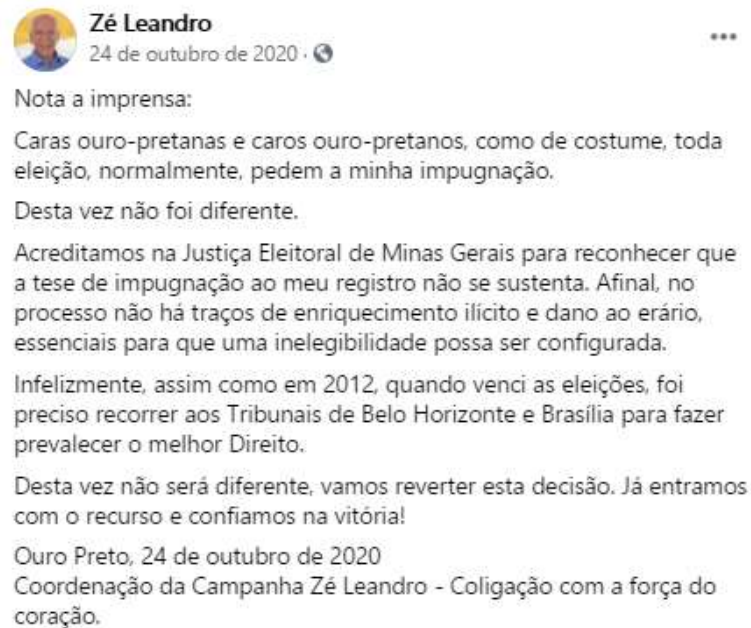 Zé Leandro
24 de outubro de 2020 ·
Nota a imprensa:
Caras ouro-pretanas e caros ouro-pretanos, como de costume, toda
eleição, normalmente, pedem a minha impugnação.
Desta vez não foi diferente.
Acreditamos na Justiça Eleitoral de Minas Gerais para reconhecer que
a tese de impugnação ao meu registro não se sustenta. Afinal, no
processo não há traços de enriquecimento ilícito e dano ao erário,
essenciais para que uma inelegibilidade possa ser configurada.
Infelizmente, assim como em 2012, quando venci as eleições, foi
preciso recorrer aos Tribunais de Belo Horizonte e Brasília para fazer
prevalecer o melhor Direito.
Desta vez não será diferente, vamos reverter esta decisão. Já entramos
com o recurso e confiamos na vitória!
Ouro Preto, 24 de outubro de 2020
Coordenação da Campanha Zé Leandro - Coligação com a força do
coração.